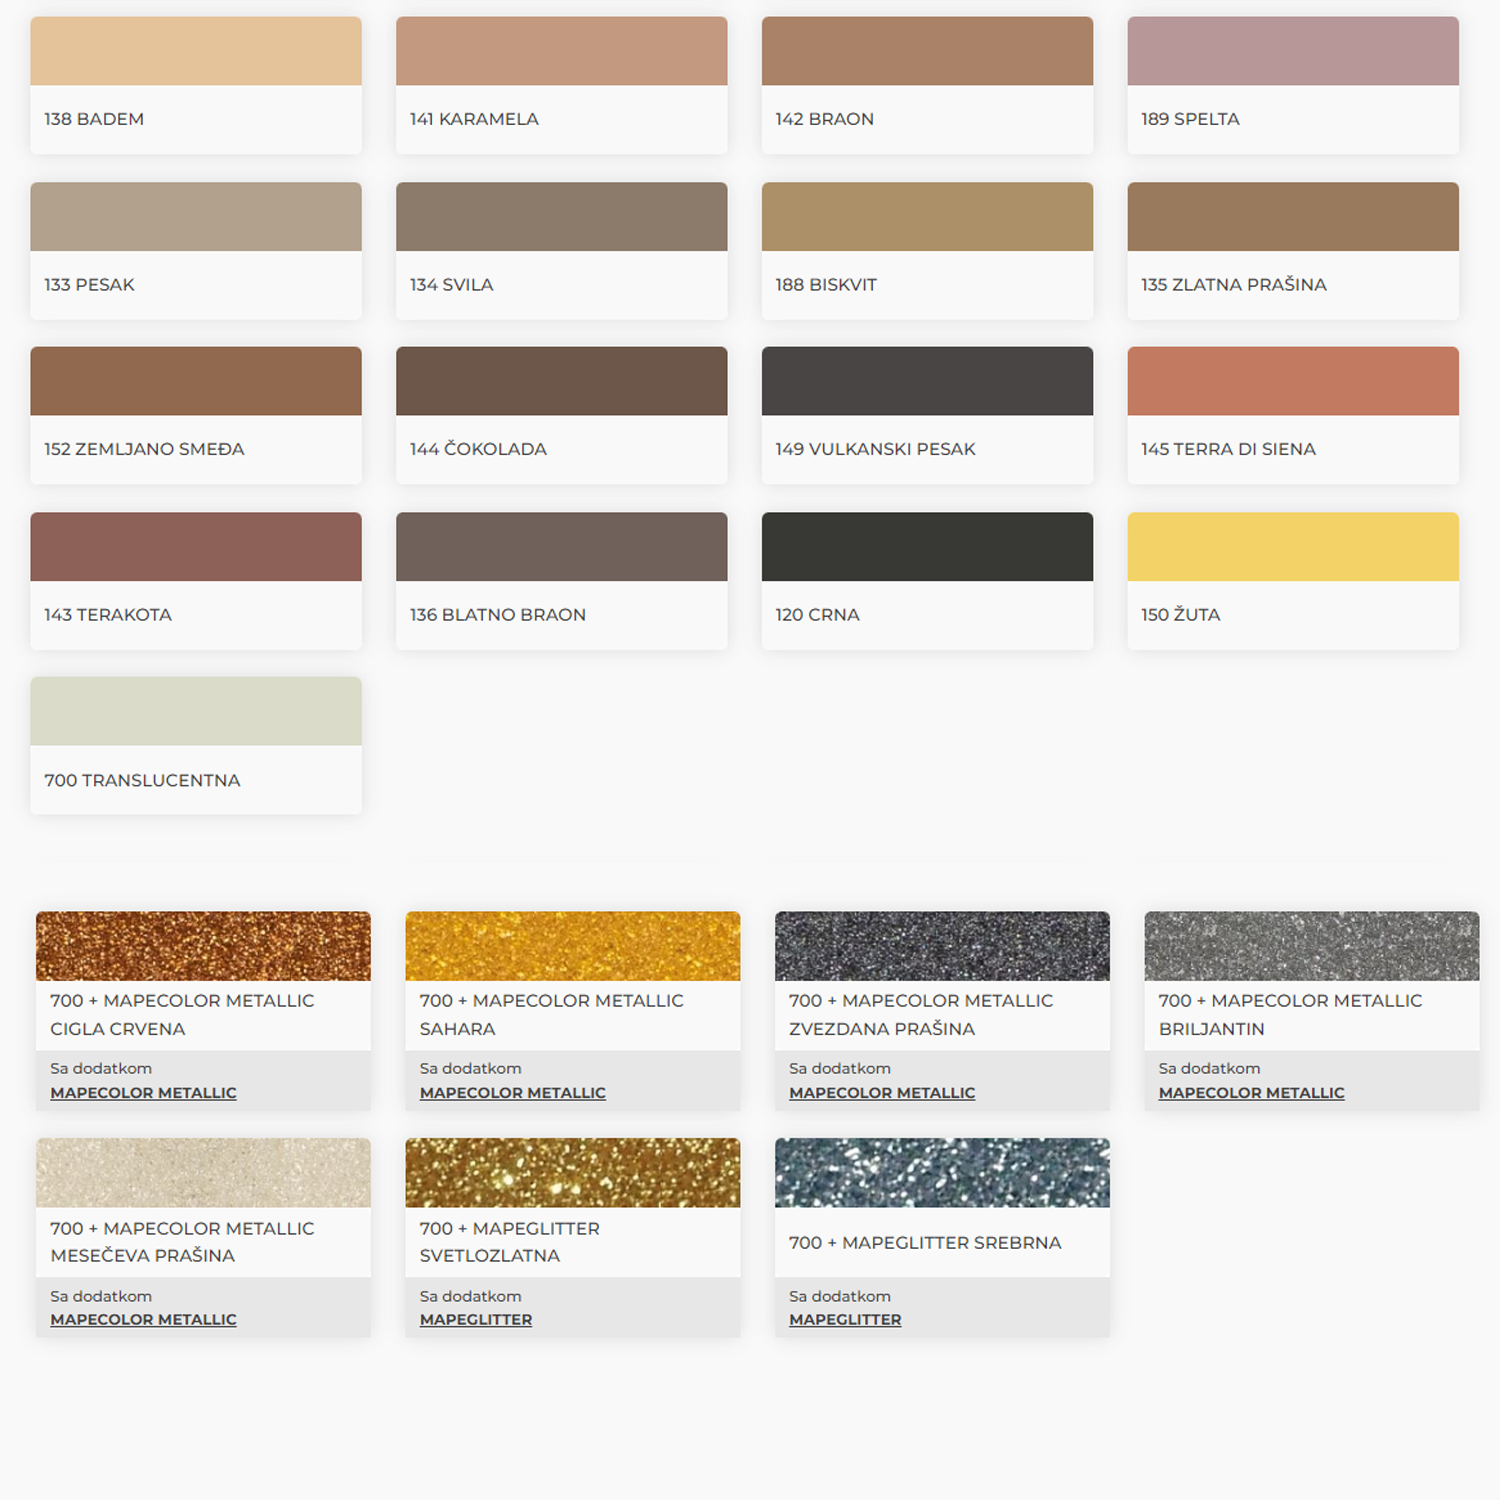 138 BADEM
141 KARAMELA
142 BRAON
189 SPELTA
133 PESAK
134 SVILA
188 BISKVIT
135 ZLATNA PRAŠINA
152 ZEMLJANO SMEĐA
144 ČOKOLADA
149 VULKANSKI PESAK
145 TERRA DI SIENA
143 TERAKOTA
136 BLATNO BRAON
120 CRNA
150 ŽUTA
700 TRANSLUCENTNA
700 + MAPECOLOR METALLIC
CIGLA CRVENA
Sa dodatkom
MAPECOLOR METALLIC
700 + MAPECOLOR METALLIC
SAHARA
Sa dodatkom
MAPECOLOR METALLIC
700 + MAPECOLOR METALLIC
ZVEZDANA PRAŠINA
Sa dodatkom
MAPECOLOR METALLIC
700 + MAPECOLOR METALLIC
BRILJANTIN
Sa dodatkom
MAPECOLOR METALLIC
700 + MAPECOLOR METALLIC
MESEČEVA PRAŠINA
Sa dodatkom
MAPECOLOR METALLIC
700 + MAPEGLITTER
SVETLOZLATNA
Sa dodatkom
MAPEGLITTER
700 + MAPEGLITTER SREBRNA
Sa dodatkom
MAPEGLITTER